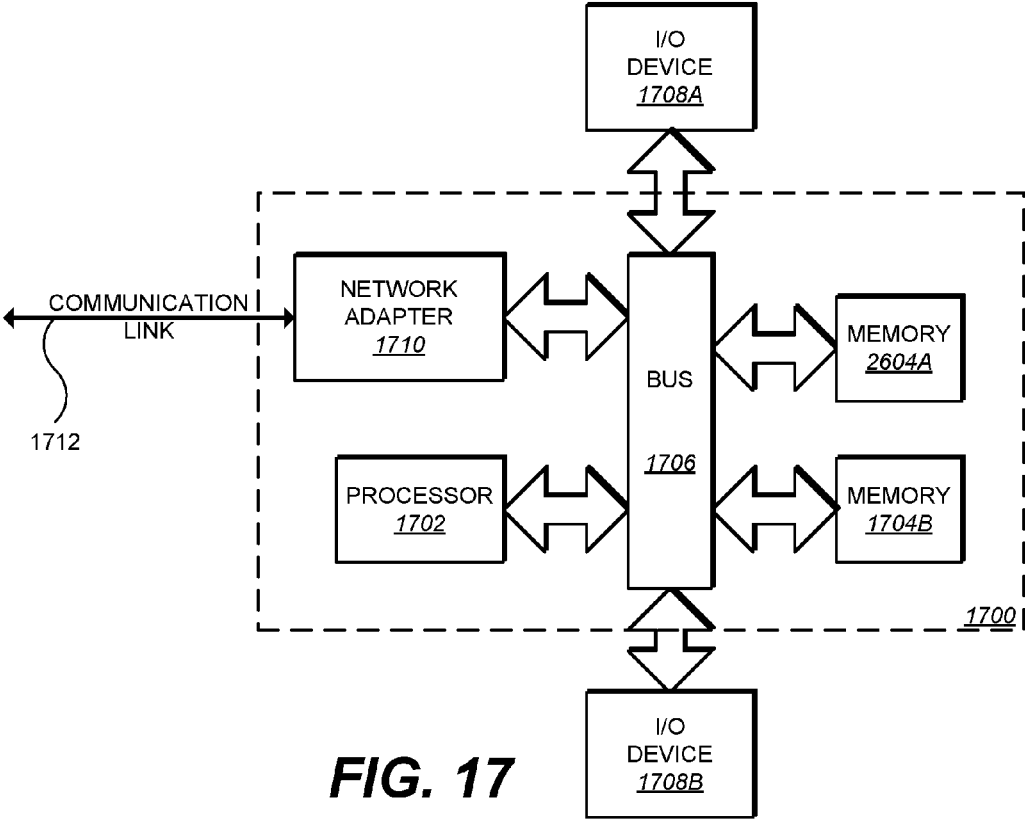 I/O
DEVICE
1708A
NETWORK
ADAPTER
1710
COMMUNICATION
LINK
1712
BUS
1706
MEMORY
2604A
PROCESSOR
1702
MEMORY
1704B
1700
I/O
DEVICE
1708B
FIG. 17